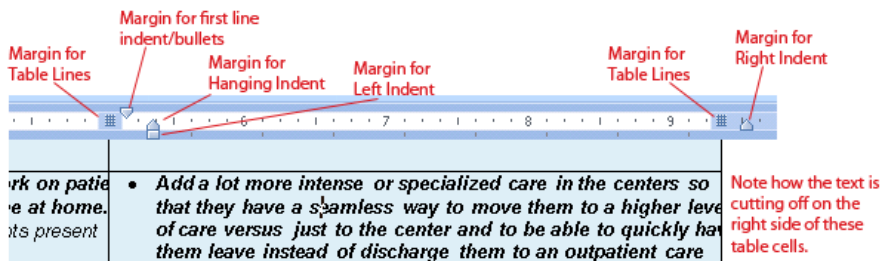 Margin for first line
indent/bullets
Margin for
Table Lines
Margin for
Hanging Indent
Margin for
Left Indent
Margin for
Table Lines
Margin for
Right Indent
6 7 8 9
rk on patie
e at home.
nts present
• Add a lot more intense or specialized care in the centers so
that they have a seamless way to move them to a higher leve
of care versus just to the center and to be able to quickly hav
them leave instead of discharge them to an outpatient care
Note how the text is
cutting off on the
right side of these
table cells.